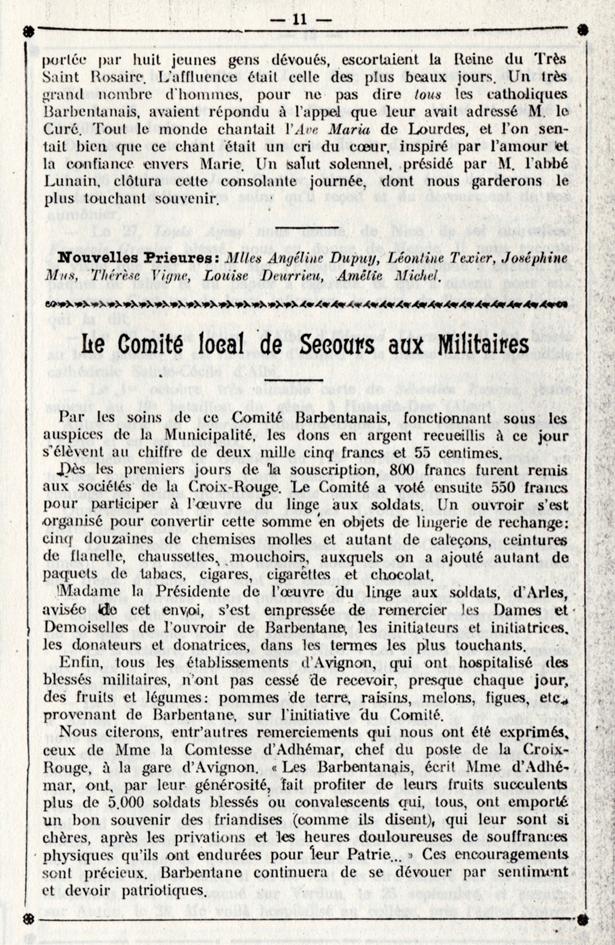 — 11 —
portée par huit jeunes gens dévoués, escortaient la Reine du Très
Saint Rosaire. L'affluence était celle des plus beaux jours. Un très
grand nombre d'hommes, pour ne pas dire tous les catholiques
Barbentanais, avaient répondu à l'appel que leur avait adressé M. le
Curé. Tout le monde chantait l'Ave Maria de Lourdes, et l'on sen-
tait bien que ce chant était un cri du cœur, inspiré par l'amour et
la confiance envers Marie. Un salut solennel, présidé par M. l'abbé
Lunain, clôtura cette consolante journée, dont nous garderons le
plus touchant souvenir.
Nouvelles Prieures: Mlles Angéline Dupuy, Léontine Texier, Joséphine
Mus, Thérèse Vigne, Louise Deurrieu, Amélie Michel.
Le Comité local de Secours aux Militaires
Par les soins de ce Comité Barbentanais, fonctionnant sous les
auspices de la Municipalité, les dons en argent recueillis à ce jour
s'élèvent au chiffre de deux mille cinq francs et 55 centimes.
Dès les premiers jours de la souscription, 800 francs furent remis
aux sociétés de la Croix-Rouge. Le Comité a voté ensuite 550 francs
pour participer à l'œuvre du linge aux soldats. Un ouvroir s'est
organisé pour convertir cette somme en objets de lingerie de rechange:
cinq douzaines de chemises molles et autant de caleçons, ceintures
de flanelle, chaussettes, mouchoirs, auxquels on a ajouté autant de
paquets de tabacs, cigares, cigarettes et chocolat.
Madame la Présidente de l'œuvre du linge aux soldats, d'Arles,
avisée de cet envoi, s'est empressée de remercier les Dames et
Demoiselles de l'ouvroir de Barbentane, les initiateurs et initiatrices,
les donateurs et donatrices, dans les termes les plus touchants.
Enfin, tous les établissements d'Avignon, qui ont hospitalisé des
blessés militaires, n'ont pas cessé de recevoir, presque chaque jour,
des fruits et légumes: pommes de terre, raisins, melons, figues, etc.,
provenant de Barbentane, sur l'initiative du Comité.
Nous citerons, entr'autres remerciements qui nous ont été exprimés,
ceux de Mme la Comtesse d'Adhémar, chef du poste de la Croix-
Rouge, à la gare d'Avignon. « Les Barbentanais, écrit Mme d'Adhé-
mar, ont, par leur générosité, fait profiter de leurs fruits succulents
plus de 5.000 soldats blessés ou convalescents qui, tous, ont emporté
un bon souvenir des friandises (comme ils disent), qui leur sont si
chères, après les privations et les heures douloureuses de souffrances
physiques qu'ils ont endurées pour leur Patrie... » Ces encouragements
sont précieux. Barbentane continuera de se dévouer par sentiment
et devoir patriotiques.